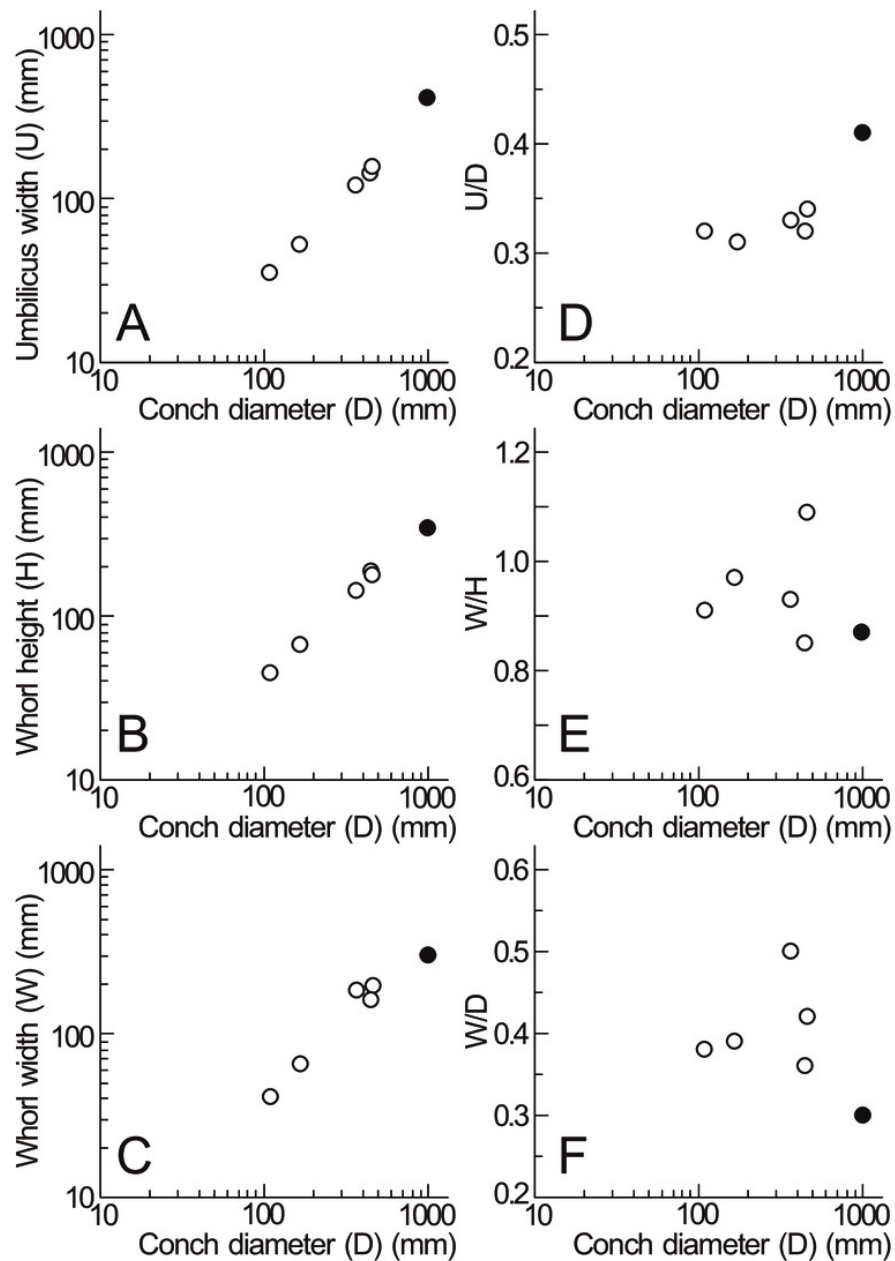 1000
100
10
Umbilicus width (U) (mm)
A
10
100
1000
Conch diameter (D) (mm)
0.5
0.4
0.3
0.2
U/D
D
10
100
1000
Conch diameter (D) (mm)
1000
100
10
Whorl height (H) (mm)
B
10
100
1000
Conch diameter (D) (mm)
1.2
1.0
0.8
0.6
W/H
E
10
100
1000
Conch diameter (D) (mm)
1000
100
10
Whorl width (W) (mm)
C
10
100
1000
Conch diameter (D) (mm)
0.6
0.5
0.4
0.3
0.2
W/D
F
10
100
1000
Conch diameter (D) (mm)